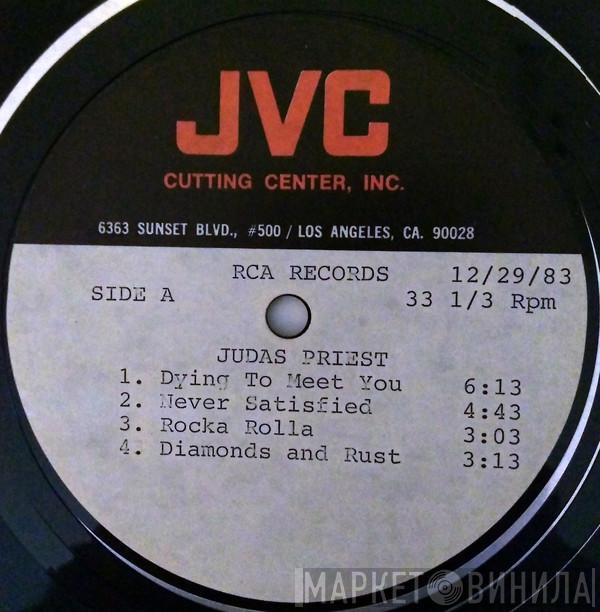 JVC
CUTTING CENTER, INC.
6363 SUNSET BLVD., #500 / LOS ANGELES, CA. 90028
RCA RECORDS 12/29/83
SIDE A 33 1/3 Rpm
JUDAS PRIEST
1. Dying To Meet You 6:13
2. Never Satisfied 4:43
3. Rocka Rolla 3:03
4. Diamonds and Rust 3:13
МАРКЕТ ВИНИЛА